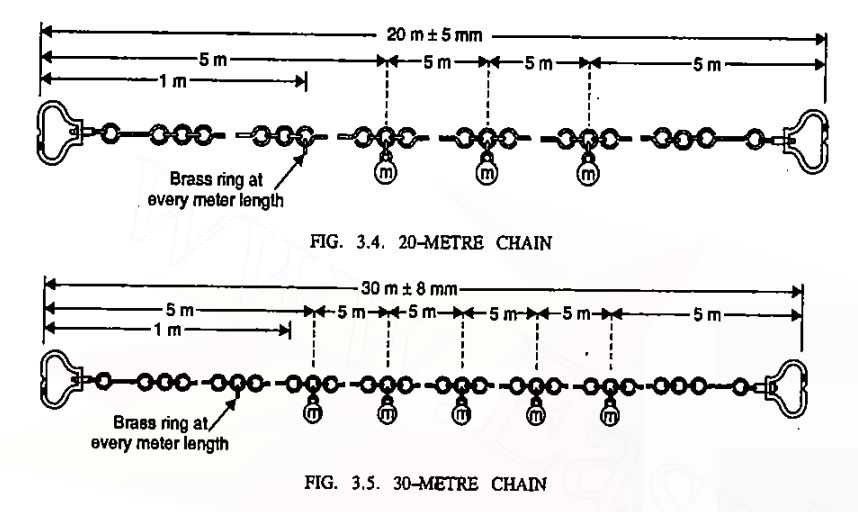 20 m ± 5 mm
5 m 5 m 5 m 5 m
1 m
m m m
Brass ring at
every meter length
FIG. 3.4. 20-METRE CHAIN
30 m ± 8 mm
5 m 5 m 5 m 5 m 5 m 5 m
1 m
m m m m m
Brass ring at
every meter length
FIG. 3.5. 30-METRE CHAIN